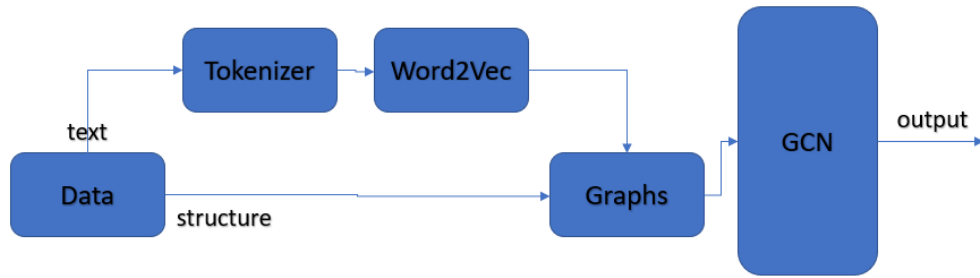 Tokenizer
Word2Vec
text
Data
structure
Graphs
GCN
output